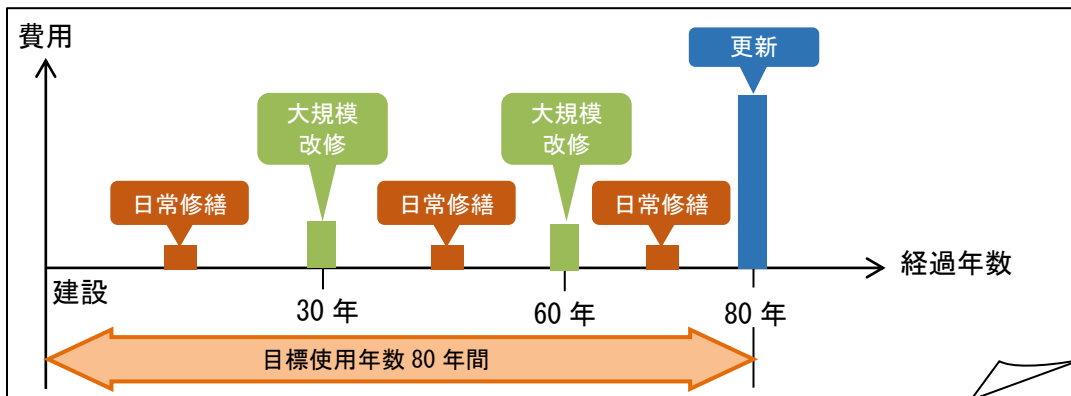 費用
更新
大規模
改修
大規模
改修
日常修繕
日常修繕
日常修繕
経過年数
建設
30 年
60 年
80 年
目標使用年数 80 年間